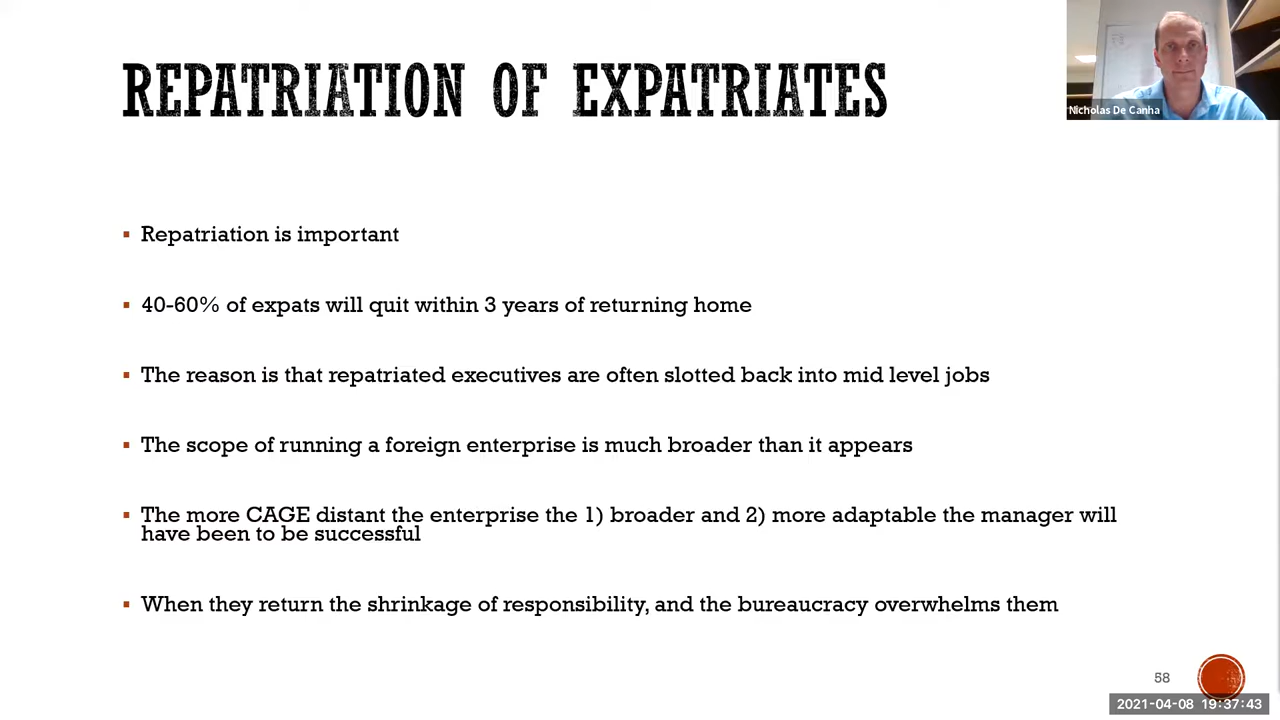 REPATRIATION OF EXPATRIATES
Nicholas De Canha
▪ Repatriation is important
▪ 40-60% of expats will quit within 3 years of returning home
▪ The reason is that repatriated executives are often slotted back into mid level jobs
▪ The scope of running a foreign enterprise is much broader than it appears
▪ The more CAGE distant the enterprise the 1) broader and 2) more adaptable the manager will
have been to be successful
▪ When they return the shrinkage of responsibility, and the bureaucracy overwhelms them
58
2021-04-08 19:37:43